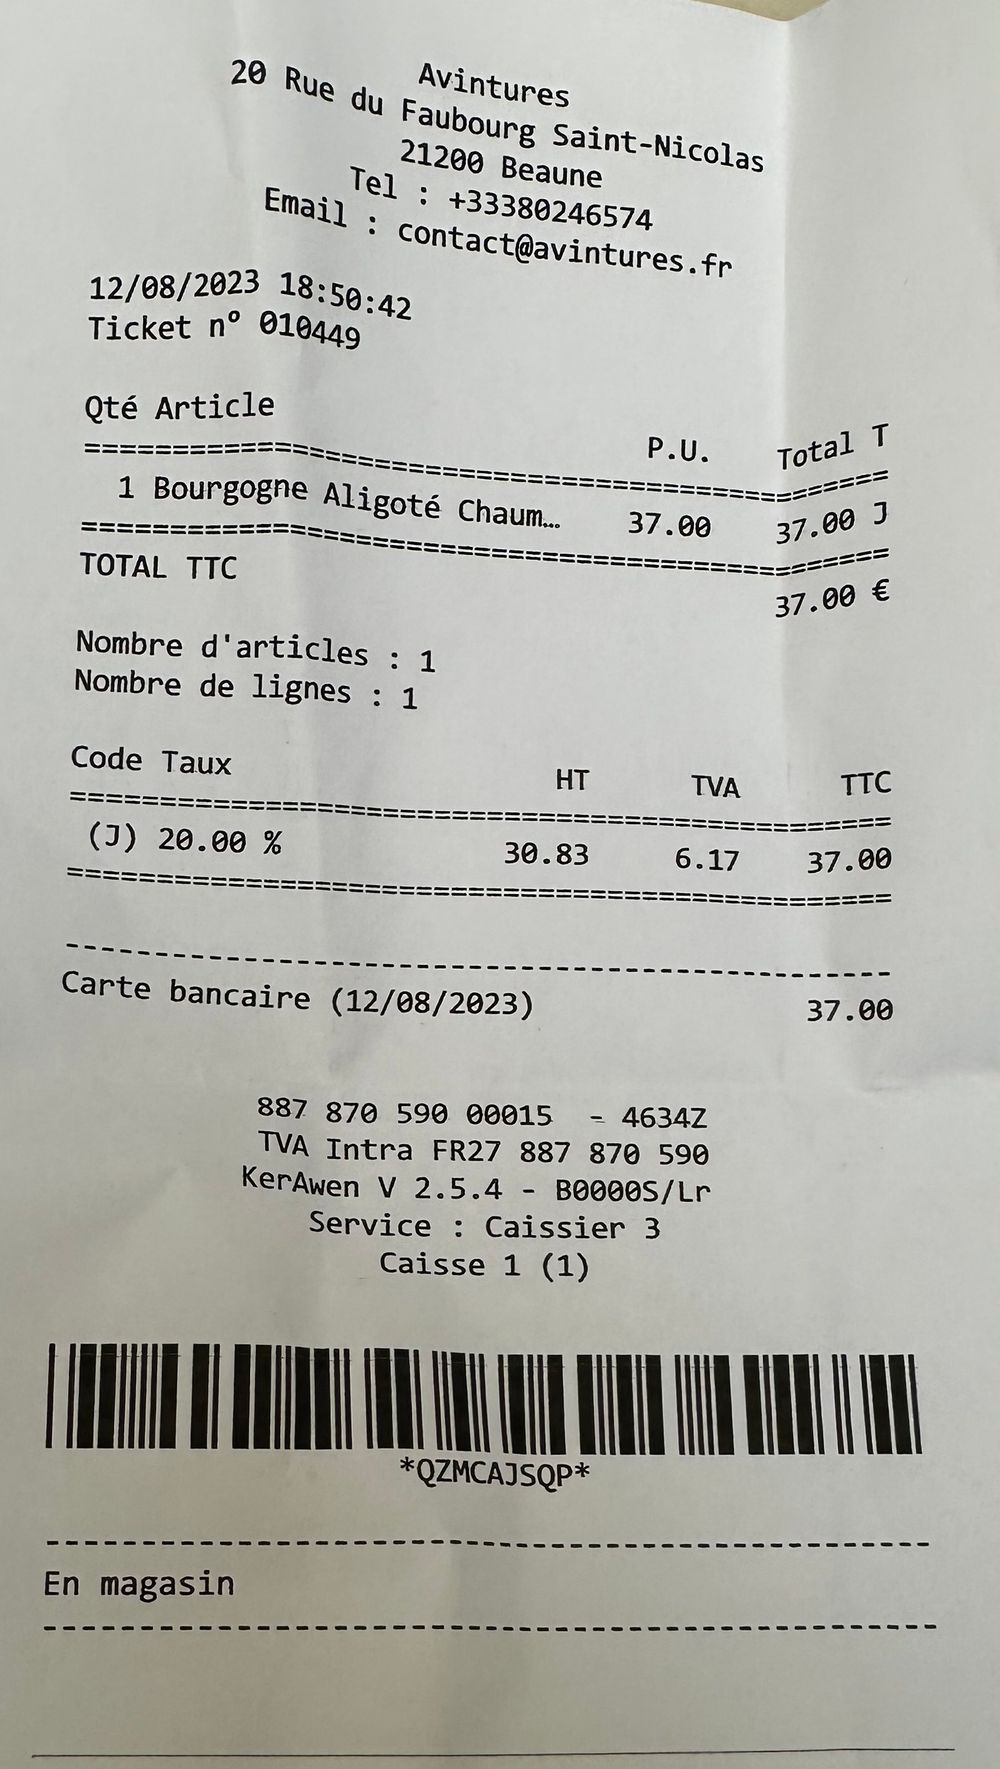 Avintures
20 Rue du Faubourg Saint-Nicolas
21200 Beaune
Tel : +33380246574
Email : contact@avintures.fr
12/08/2023 18:50:42
Ticket n° 010449
Qté Article P.U. Total T
==============================================
1 Bourgogne Aligoté Chaum… 37.00 37.00 J
==============================================
TOTAL TTC 37.00 €
Nombre d'articles : 1
Nombre de lignes : 1
Code Taux HT TVA TTC
==============================================
(J) 20.00 % 30.83 6.17 37.00
==============================================
----------------------------------------------
Carte bancaire (12/08/2023) 37.00
887 870 590 00015 - 4634Z
TVA Intra FR27 887 870 590
KerAwen V 2.5.4 - B0000S/Lr
Service : Caissier 3
Caisse 1 (1)
*QZMCAJSQP*
----------------------------------------------
En magasin
----------------------------------------------